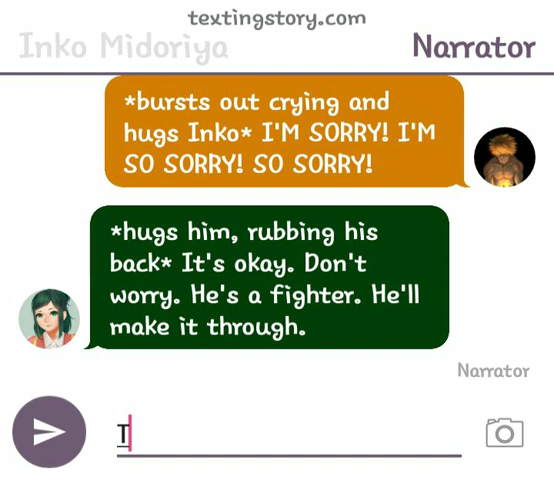 textingstory.com
Inko Midoriya Narrator
*bursts out crying and
hugs Inko* I'M SORRY! I'M
SO SORRY! SO SORRY!
*hugs him, rubbing his
back* It's okay. Don't
worry. He's a fighter. He'll
make it through.
Narrator
T